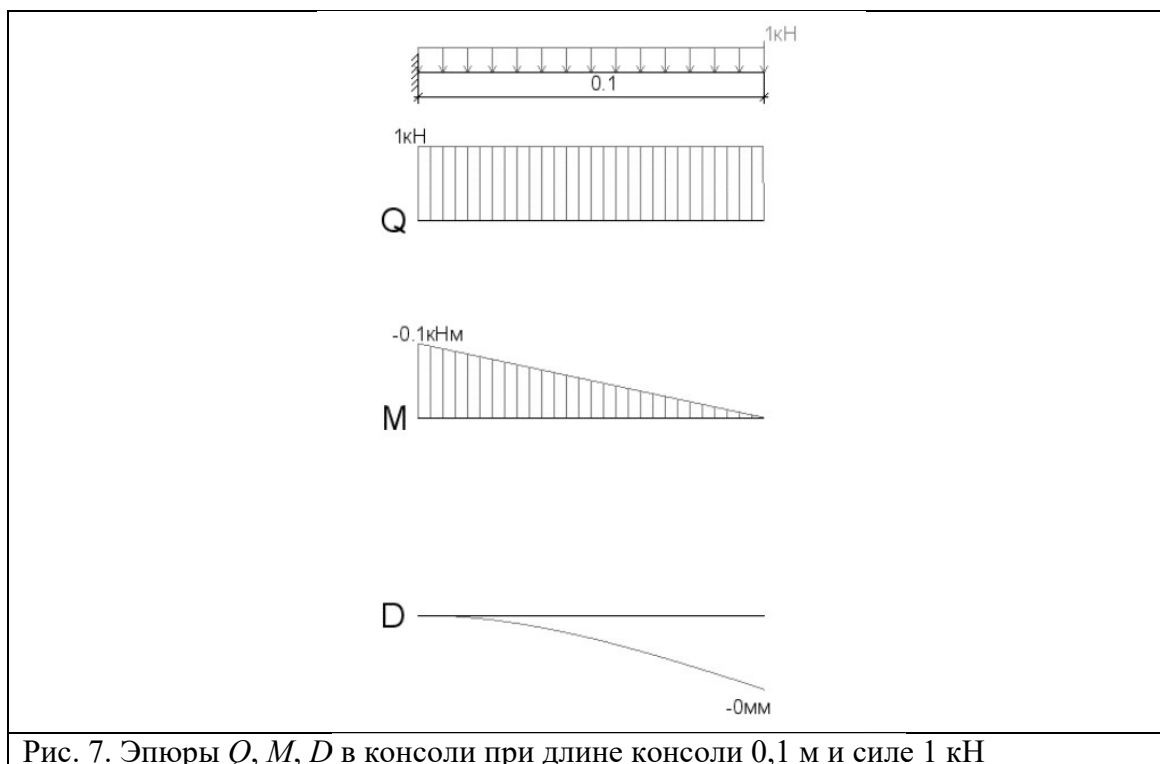 1кН
0.1
1кН
Q
-0.1кНм
M
D
-0мм
Рис. 7. Эпюры Q, M, D в консоли при длине консоли 0,1 м и силе 1 кН